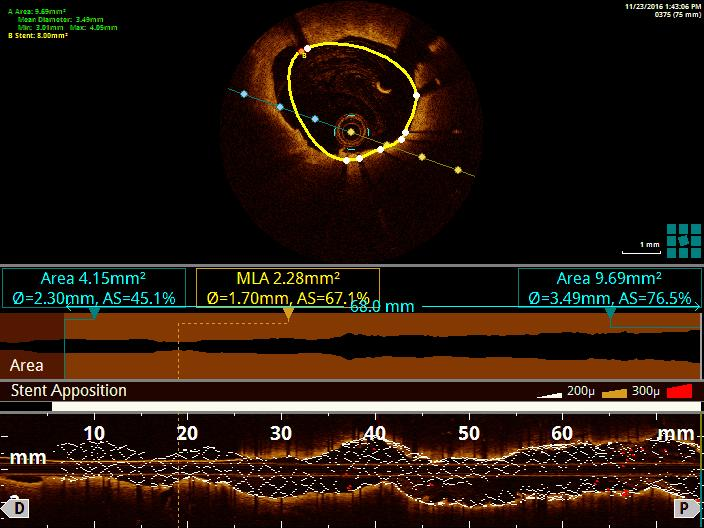 A Area: 9.69mm²
Mean Diameter: 3.49mm
Min: 3.01mm Max: 4.05mm
B Stent: 8.00mm²
11/23/2016 1:43:06 PM
0375 (75 mm)
B
1 mm
Area 4.15mm²
Ø=2.30mm, AS=45.1%
MLA 2.28mm²
Ø=1.70mm, AS=67.1%
Area 9.69mm²
Ø=3.49mm, AS=76.5%
68.0 mm
Area
Stent Apposition
200µ
300µ
10 20 30 40 50 60 mm
mm
D
P